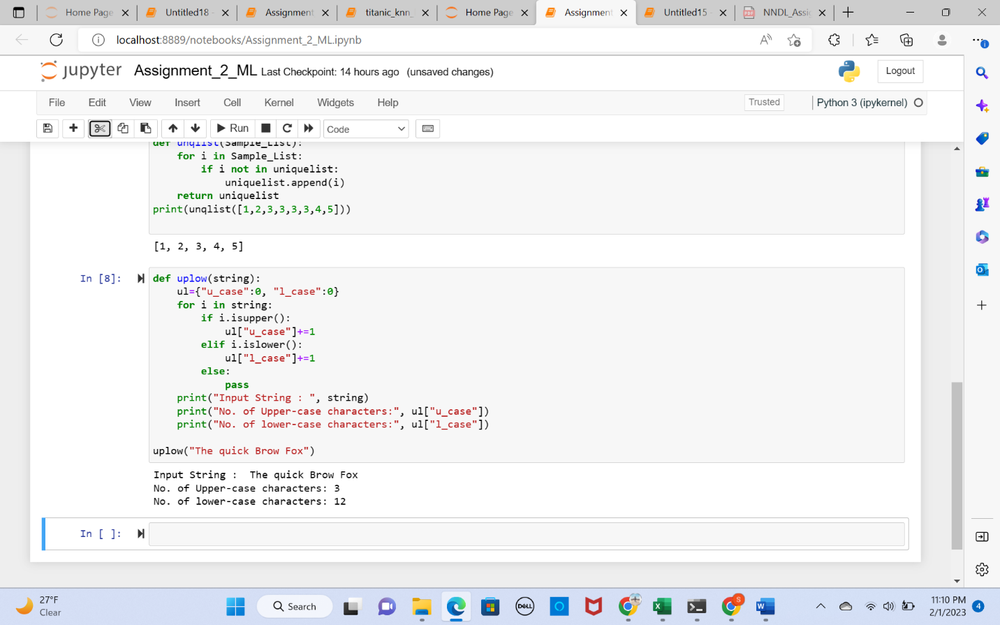 Home Page
Untitled18 -
Assignment
titanic_knn_
Home Page
Assignment
Untitled15 -
NNDL_Assig
localhost:8889/notebooks/Assignment_2_ML.ipynb
jupyter Assignment_2_ML Last Checkpoint: 14 hours ago (unsaved changes)
Logout
File Edit View Insert Cell Kernel Widgets Help
Trusted
Python 3 (ipykernel)
Run
Code
def unqlist(Sample_List):
    for i in Sample_List:
        if i not in uniquelist:
            uniquelist.append(i)
    return uniquelist
print(unqlist([1,2,3,3,3,3,4,5]))
[1, 2, 3, 4, 5]
In [8]:
def uplow(string):
    ul={"u_case":0, "l_case":0}
    for i in string:
        if i.isupper():
            ul["u_case"]+=1
        elif i.islower():
            ul["l_case"]+=1
        else:
            pass
    print("Input String : ", string)
    print("No. of Upper-case characters:", ul["u_case"])
    print("No. of lower-case characters:", ul["l_case"])
uplow("The quick Brow Fox")
Input String :  The quick Brow Fox
No. of Upper-case characters: 3
No. of lower-case characters: 12
In [ ]:
27°F
Clear
Search
DELL
11:10 PM
2/1/2023
4